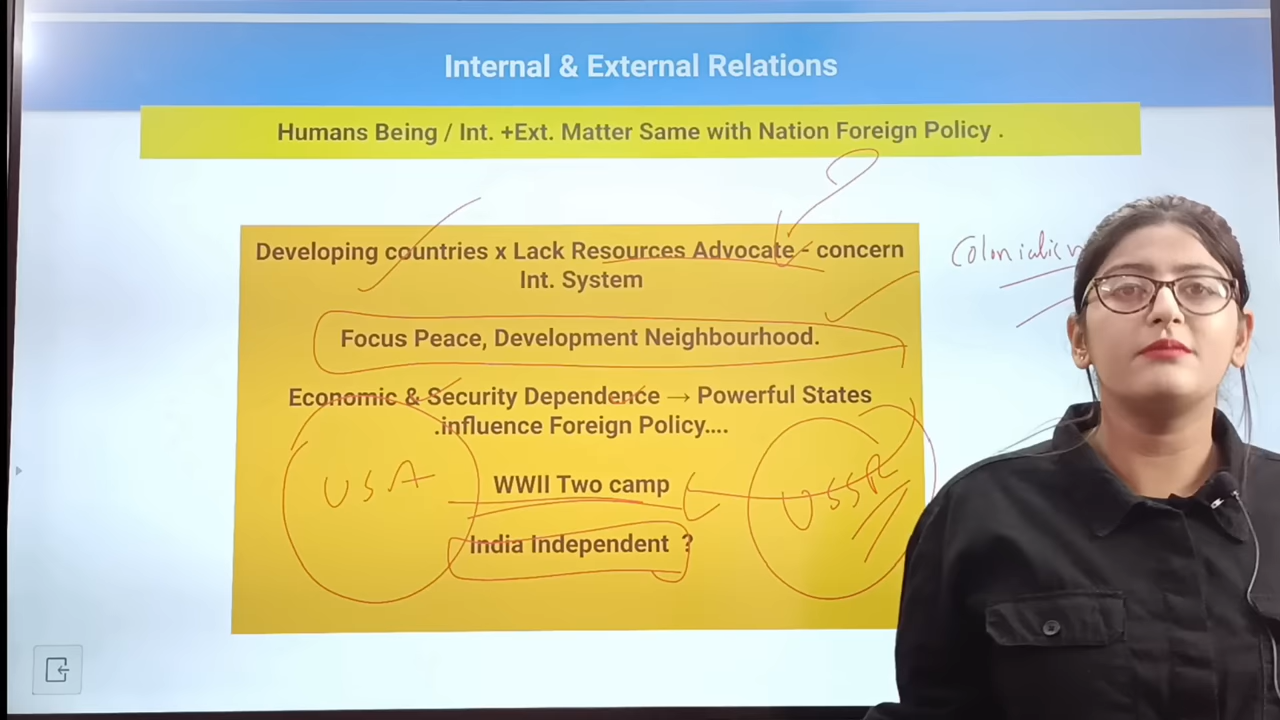 Internal & External Relations
Humans Being / Int. +Ext. Matter Same with Nation Foreign Policy .
Developing countries x Lack Resources Advocate - concern
Int. System
Focus Peace, Development Neighbourhood.
Economic & Security Dependence → Powerful States
.influence Foreign Policy....
USA
WWII Two camp
USSR
India Independent ?